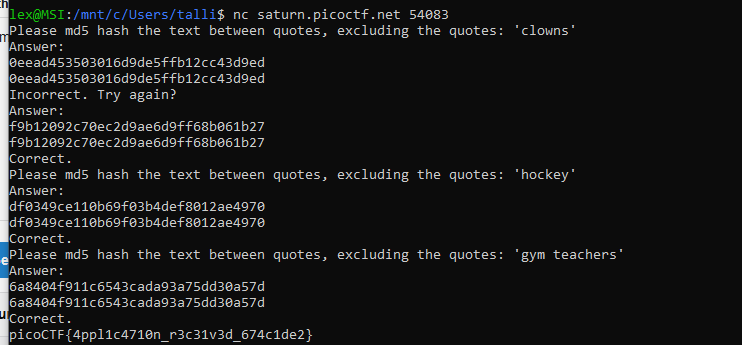 lex@MSI:/mnt/c/Users/talli$ nc saturn.picoctf.net 54083
Please md5 hash the text between quotes, excluding the quotes: 'clowns'
Answer:
0eead453503016d9de5ffb12cc43d9ed
0eead453503016d9de5ffb12cc43d9ed
Incorrect. Try again?
Answer:
f9b12092c70ec2d9ae6d9ff68b061b27
f9b12092c70ec2d9ae6d9ff68b061b27
Correct.
Please md5 hash the text between quotes, excluding the quotes: 'hockey'
Answer:
df0349ce110b69f03b4def8012ae4970
df0349ce110b69f03b4def8012ae4970
Correct.
Please md5 hash the text between quotes, excluding the quotes: 'gym teachers'
Answer:
6a8404f911c6543cada93a75dd30a57d
6a8404f911c6543cada93a75dd30a57d
Correct.
picoCTF{4ppl1c4710n_r3c31v3d_674c1de2}